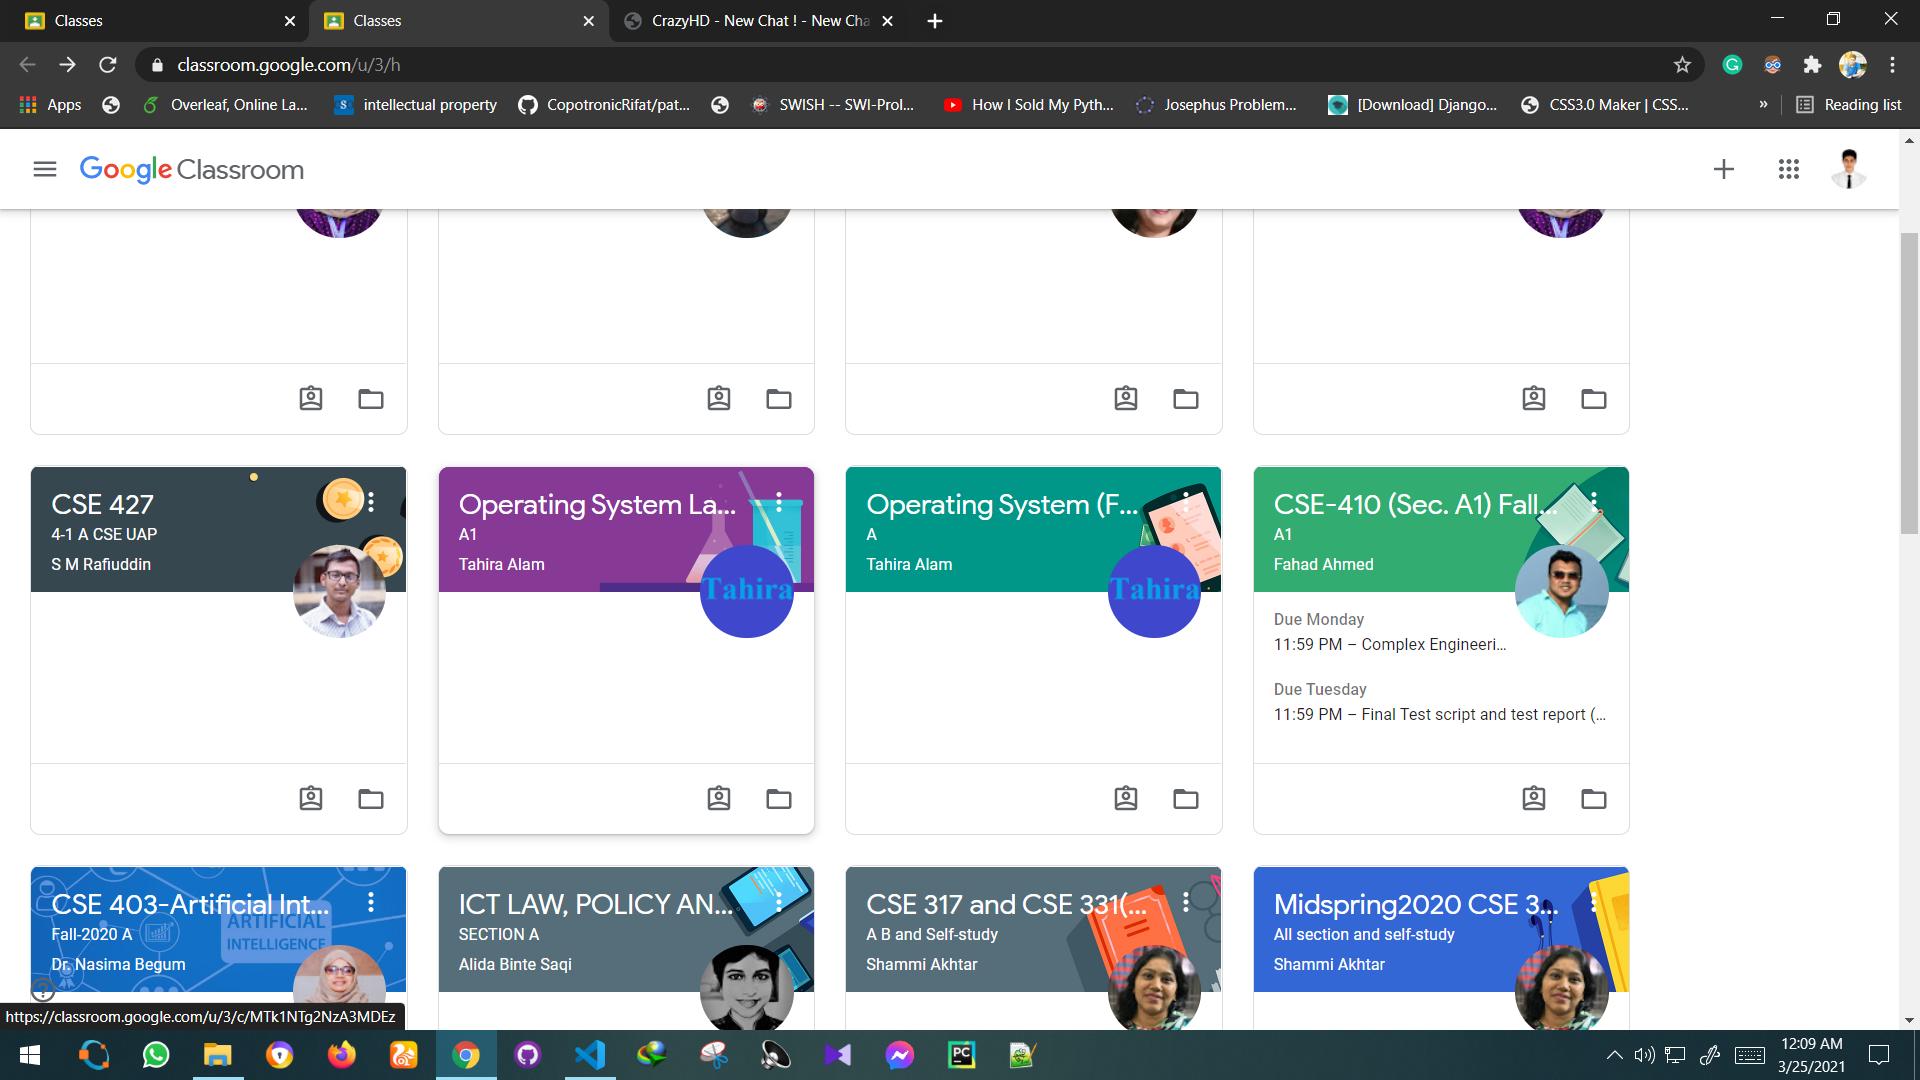 Classes
Classes
CrazyHD - New Chat ! - New Cha
classroom.google.com/u/3/h
Apps
Overleaf, Online La...
S
intellectual property
CopotronicRifat/pat...
SWISH -- SWI-Prol...
How I Sold My Pyth...
Josephus Problem...
[Download] Django...
CSS3.0 Maker | CSS...
»
Reading list
Google Classroom
CSE 427
4-1 A CSE UAP
S M Rafiuddin
Operating System La...
A1
Tahira Alam
Tahira
Operating System (F...
A
Tahira Alam
Tahira
CSE-410 (Sec. A1) Fall...
A1
Fahad Ahmed
Due Monday
11:59 PM – Complex Engineeri...
Due Tuesday
11:59 PM – Final Test script and test report (...
CSE 403-Artificial Int...
Fall-2020 A
Dr. Nasima Begum
ARTIFICIAL
INTELLIGENCE
ICT LAW, POLICY AN...
SECTION A
Alida Binte Saqi
CSE 317 and CSE 331(...
A B and Self-study
Shammi Akhtar
Midspring2020 CSE 3...
All section and self-study
Shammi Akhtar
https://classroom.google.com/u/3/c/MTk1NTg2NzA3MDEz
PC
12:09 AM
3/25/2021